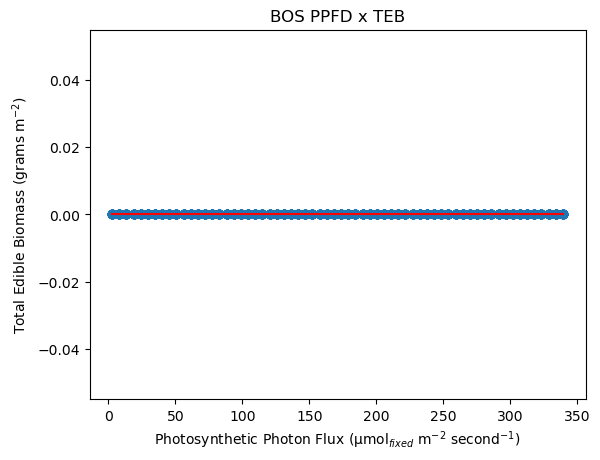 BOS PPFD x TEB
Total Edible Biomass (grams m⁻²)
0.04
0.02
0.00
−0.02
−0.04
0 50 100 150 200 250 300 350
Photosynthetic Photon Flux (μmol_fixed m⁻² second⁻¹)